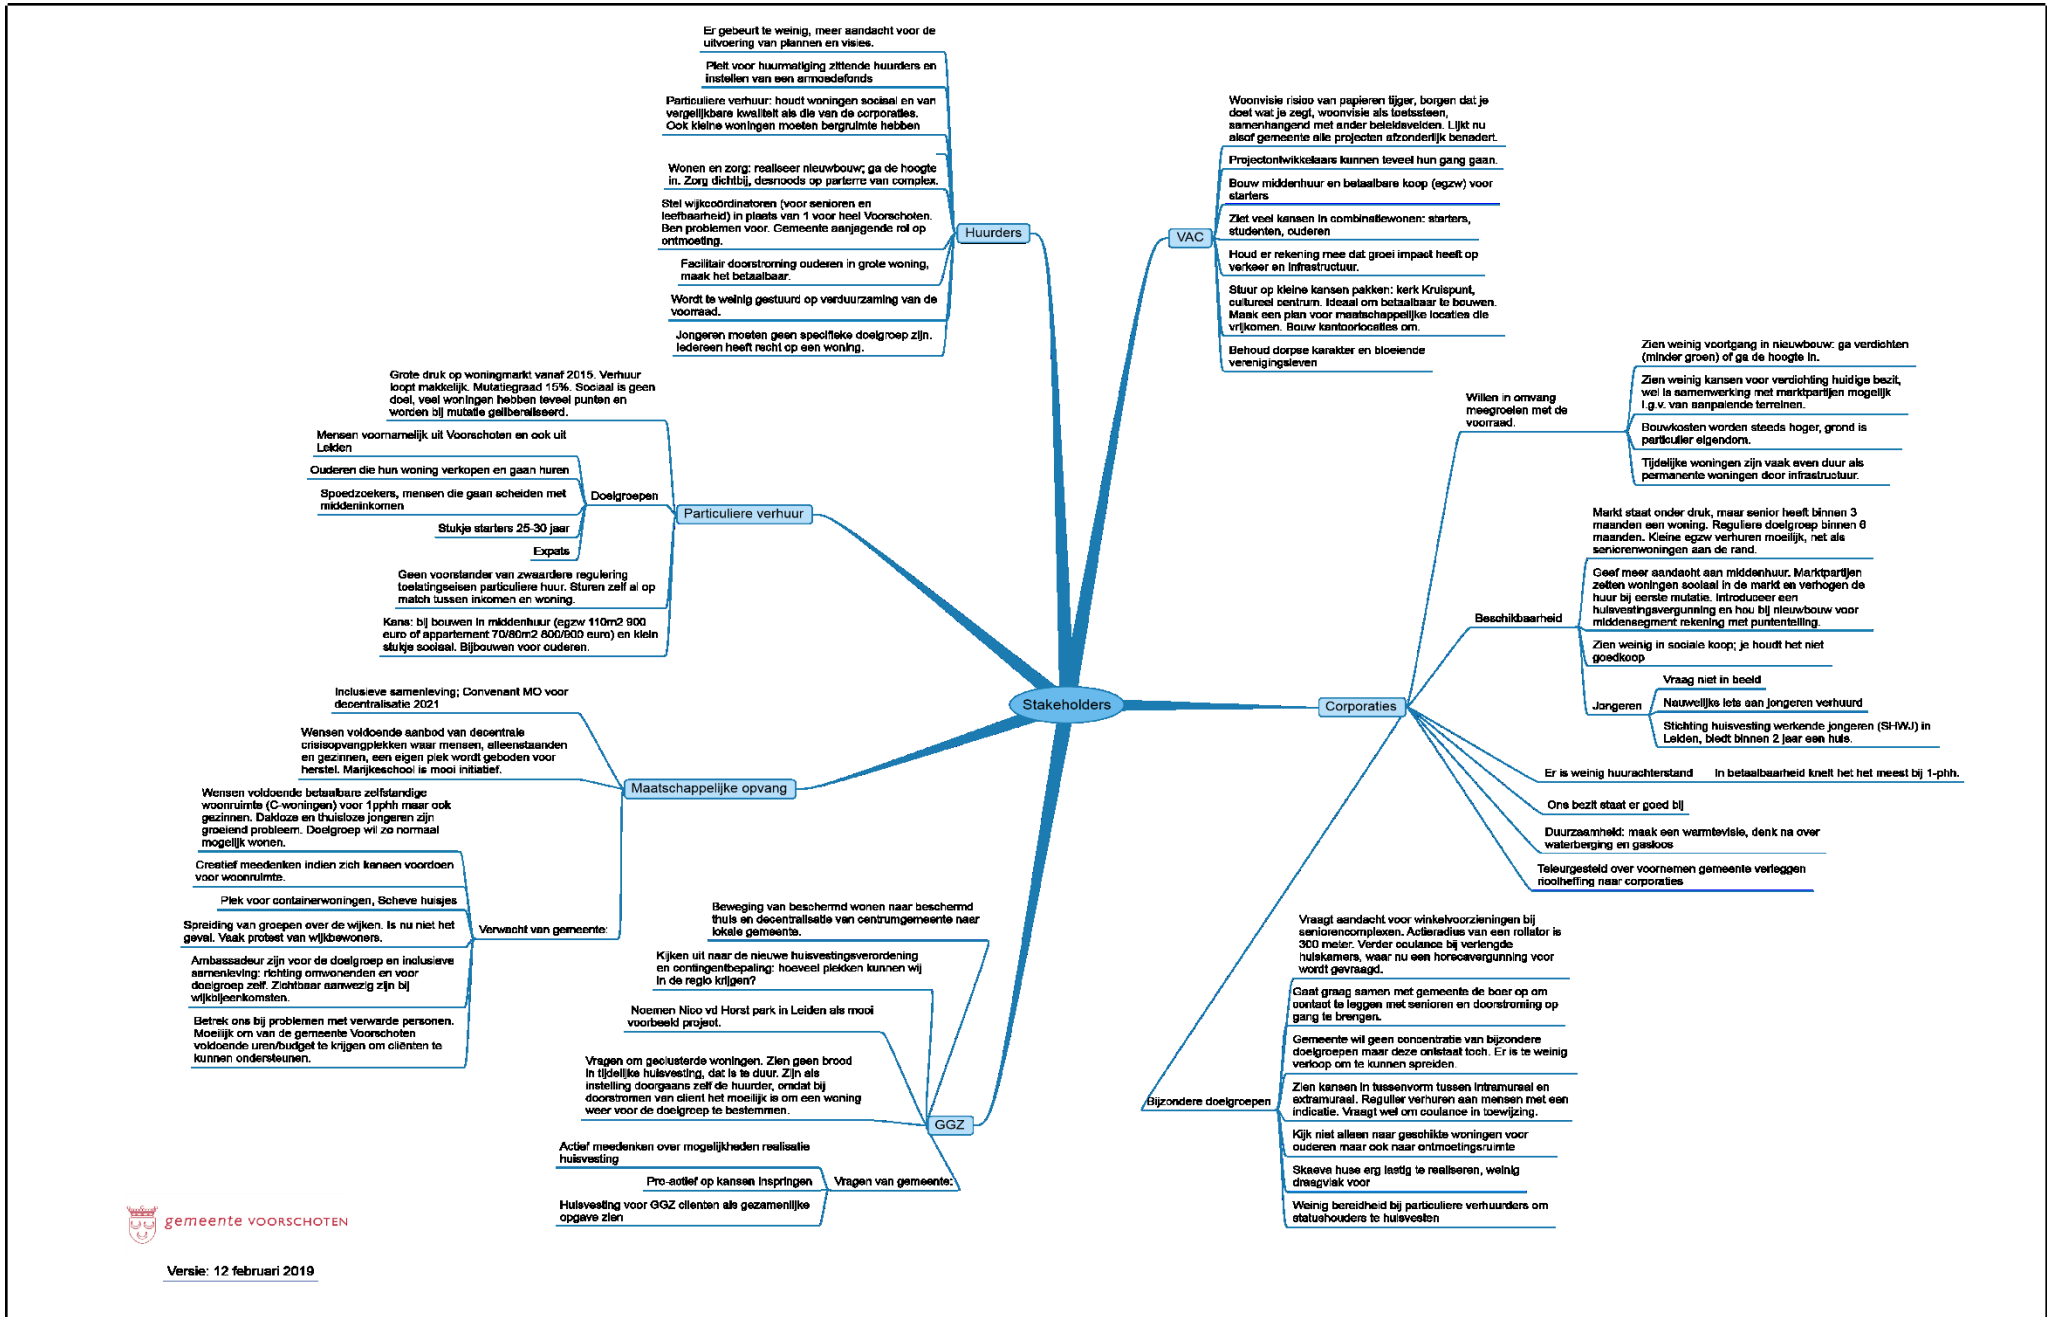 Er gebeurt te weinig, meer aandacht voor de
uitvoering van plannen en visies.
Pleit voor huurmatiging zittende huurders en
instellen van een armoedefonds
Particuliere verhuur: houdt woningen sociaal en van
vergelijkbare kwaliteit als die van de corporaties.
Ook kleine woningen moeten bergruimte hebben
Wonen en zorg: realiseer nieuwbouw; ga de hoogte
in. Zorg dichtbij, desnoods op parterre van complex.
Stel wijkcoördinatoren (voor senioren en
leefbaarheid) in plaats van 1 voor heel Voorschoten.
Ben problemen voor. Gemeente aanjagende rol op
ontmoeting.
Facilitair doorstroming ouderen in grote woning,
maak het betaalbaar.
Wordt te weinig gestuurd op verduurzaming van de
voorraad.
Jongeren moeten geen specifieke doelgroep zijn.
Iedereen heeft recht op een woning.
Huurders
Grote druk op woningmarkt vanaf 2015. Verhuur
loopt makkelijk. Mutatiegraad 15%. Sociaal is geen
doel, veel woningen hebben teveel punten en
worden bij mutatie geliberaliseerd.
Mensen voornamelijk uit Voorschoten en ook uit
Leiden
Ouderen die hun woning verkopen en gaan huren
Spoedzoekers, mensen die gaan scheiden met
middeninkomen
Stukje starters 25-30 jaar
Expats
Doelgroepen
Geen voorstander van zwaardere regulering
toelatingseisen particuliere huur. Sturen zelf al op
match tussen inkomen en woning.
Kans: bij bouwen in middenhuur (egzw 110m2 900
euro of appartement 70/80m2 800/900 euro) en klein
stukje sociaal. Bijbouwen voor ouderen.
Particuliere verhuur
Inclusieve samenleving; Convenant MO voor
decentralisatie 2021
Wensen voldoende aanbod van decentrale
crisisopvangplekken waar mensen, alleenstaanden
en gezinnen, een eigen plek wordt geboden voor
herstel. Marijkeschool is mooi initiatief.
Maatschappelijke opvang
Wensen voldoende betaalbare zelfstandige
woonruimte (C-woningen) voor 1pphh maar ook
gezinnen. Dakloze en thuisloze jongeren zijn
groeiend probleem. Doelgroep wil zo normaal
mogelijk wonen.
Creatief meedenken indien zich kansen voordoen
voor woonruimte.
Plek voor containerwoningen, Scheve huisjes
Spreiding van groepen over de wijken. Is nu niet het
geval. Vaak protest van wijkbewoners.
Ambassadeur zijn voor de doelgroep en inclusieve
samenleving: richting omwonenden en voor
doelgroep zelf. Zichtbaar aanwezig zijn bij
wijkbijeenkomsten.
Betrek ons bij problemen met verwarde personen.
Moeilijk om van de gemeente Voorschoten
voldoende uren/budget te krijgen om cliënten te
kunnen ondersteunen.
Verwacht van gemeente:
Beweging van beschermd wonen naar beschermd
thuis en decentralisatie van centrumgemeente naar
lokale gemeente.
Kijken uit naar de nieuwe huisvestingsverordening
en contingentbepaling: hoeveel plekken kunnen wij
in de regio krijgen?
Noemen Nico vd Horst park in Leiden als mooi
voorbeeld project.
Vragen om geclusterde woningen. Zien geen brood
in tijdelijke huisvesting, dat is te duur. Zijn als
instelling doorgaans zelf de huurder, omdat bij
doorstromen van client het moeilijk is om een woning
weer voor de doelgroep te bestemmen.
GGZ
Actief meedenken over mogelijkheden realisatie
huisvesting
Pro-actief op kansen inspringen
Huisvesting voor GGZ clienten als gezamenlijke
opgave zien
Vragen van gemeente:
Stakeholders
Woonvisie risico van papieren tijger, borgen dat je
doet wat je zegt, woonvisie als toetssteen,
samenhangend met ander beleidsvelden. Lijkt nu
alsof gemeente alle projecten afzonderlijk benadert.
Projectontwikkelaars kunnen teveel hun gang gaan.
Bouw middenhuur en betaalbare koop (egzw) voor
starters
Ziet veel kansen in combinatiewonen: starters,
studenten, ouderen
Houd er rekening mee dat groei impact heeft op
verkeer en infrastructuur.
Stuur op kleine kansen pakken: kerk Kruispunt,
cultureel centrum. Ideaal om betaalbaar te bouwen.
Maak een plan voor maatschappelijke locaties die
vrijkomen. Bouw kantoorlocaties om.
Behoud dorpse karakter en bloeiende
verenigingsleven
VAC
Zien weinig voortgang in nieuwbouw: ga verdichten
(minder groen) of ga de hoogte in.
Zien weinig kansen voor verdichting huidige bezit,
wel is samenwerking met marktpartijen mogelijk
i.g.v. van aanpalende terreinen.
Bouwkosten worden steeds hoger, grond is
particulier eigendom.
Tijdelijke woningen zijn vaak even duur als
permanente woningen door infrastructuur.
Willen in omvang
meegroeien met de
voorraad.
Markt staat onder druk, maar senior heeft binnen 3
maanden een woning. Reguliere doelgroep binnen 6
maanden. Kleine egzw verhuren moeilijk, net als
seniorenwoningen aan de rand.
Geef meer aandacht aan middenhuur. Marktpartijen
zetten woningen sociaal in de markt en verhogen de
huur bij eerste mutatie. Introduceer een
huisvestingsvergunning en hou bij nieuwbouw voor
middensegment rekening met puntentelling.
Zien weinig in sociale koop; je houdt het niet
goedkoop
Beschikbaarheid
Jongeren
Vraag niet in beeld
Nauwelijks iets aan jongeren verhuurd
Stichting huisvesting werkende jongeren (SHWJ) in
Leiden, biedt binnen 2 jaar een huis.
Corporaties
Er is weinig huurachterstand
In betaalbaarheid knelt het het meest bij 1-phh.
Ons bezit staat er goed bij
Duurzaamheid: maak een warmtevisie, denk na over
waterberging en gasloos
Teleurgesteld over voornemen gemeente verleggen
rioolheffing naar corporaties
Vraagt aandacht voor winkelvoorzieningen bij
seniorencomplexen. Actieradius van een rollator is
300 meter. Verder coulance bij verlengde
huiskamers, waar nu een horecavergunning voor
wordt gevraagd.
Gaat graag samen met gemeente de boer op om
contact te leggen met senioren en doorstroming op
gang te brengen.
Gemeente wil geen concentratie van bijzondere
doelgroepen maar deze ontstaat toch. Er is te weinig
verloop om te kunnen spreiden.
Zien kansen in tussenvorm tussen intramuraal en
extramuraal. Regulier verhuren aan mensen met een
indicatie. Vraagt wel om coulance in toewijzing.
Kijk niet alleen naar geschikte woningen voor
ouderen maar ook naar ontmoetingsruimte
Skaeve huse erg lastig te realiseren, weinig
draagvlak voor
Weinig bereidheid bij particuliere verhuurders om
statushouders te huisvesten
Bijzondere doelgroepen
gemeente VOORSCHOTEN
Versie: 12 februari 2019